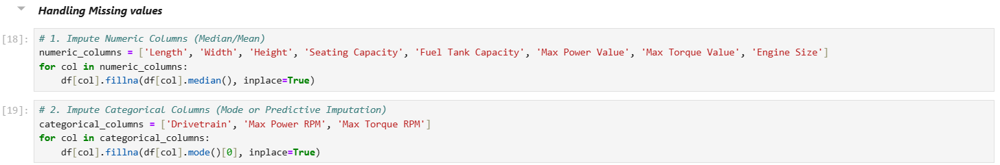 Handling Missing values
[18]: # 1. Impute Numeric Columns (Median/Mean)
numeric_columns = ['Length', 'Width', 'Height', 'Seating Capacity', 'Fuel Tank Capacity', 'Max Power Value', 'Max Torque Value', 'Engine Size']
for col in numeric_columns:
    df[col].fillna(df[col].median(), inplace=True)
[19]: # 2. Impute Categorical Columns (Mode or Predictive Imputation)
categorical_columns = ['Drivetrain', 'Max Power RPM', 'Max Torque RPM']
for col in categorical_columns:
    df[col].fillna(df[col].mode()[0], inplace=True)